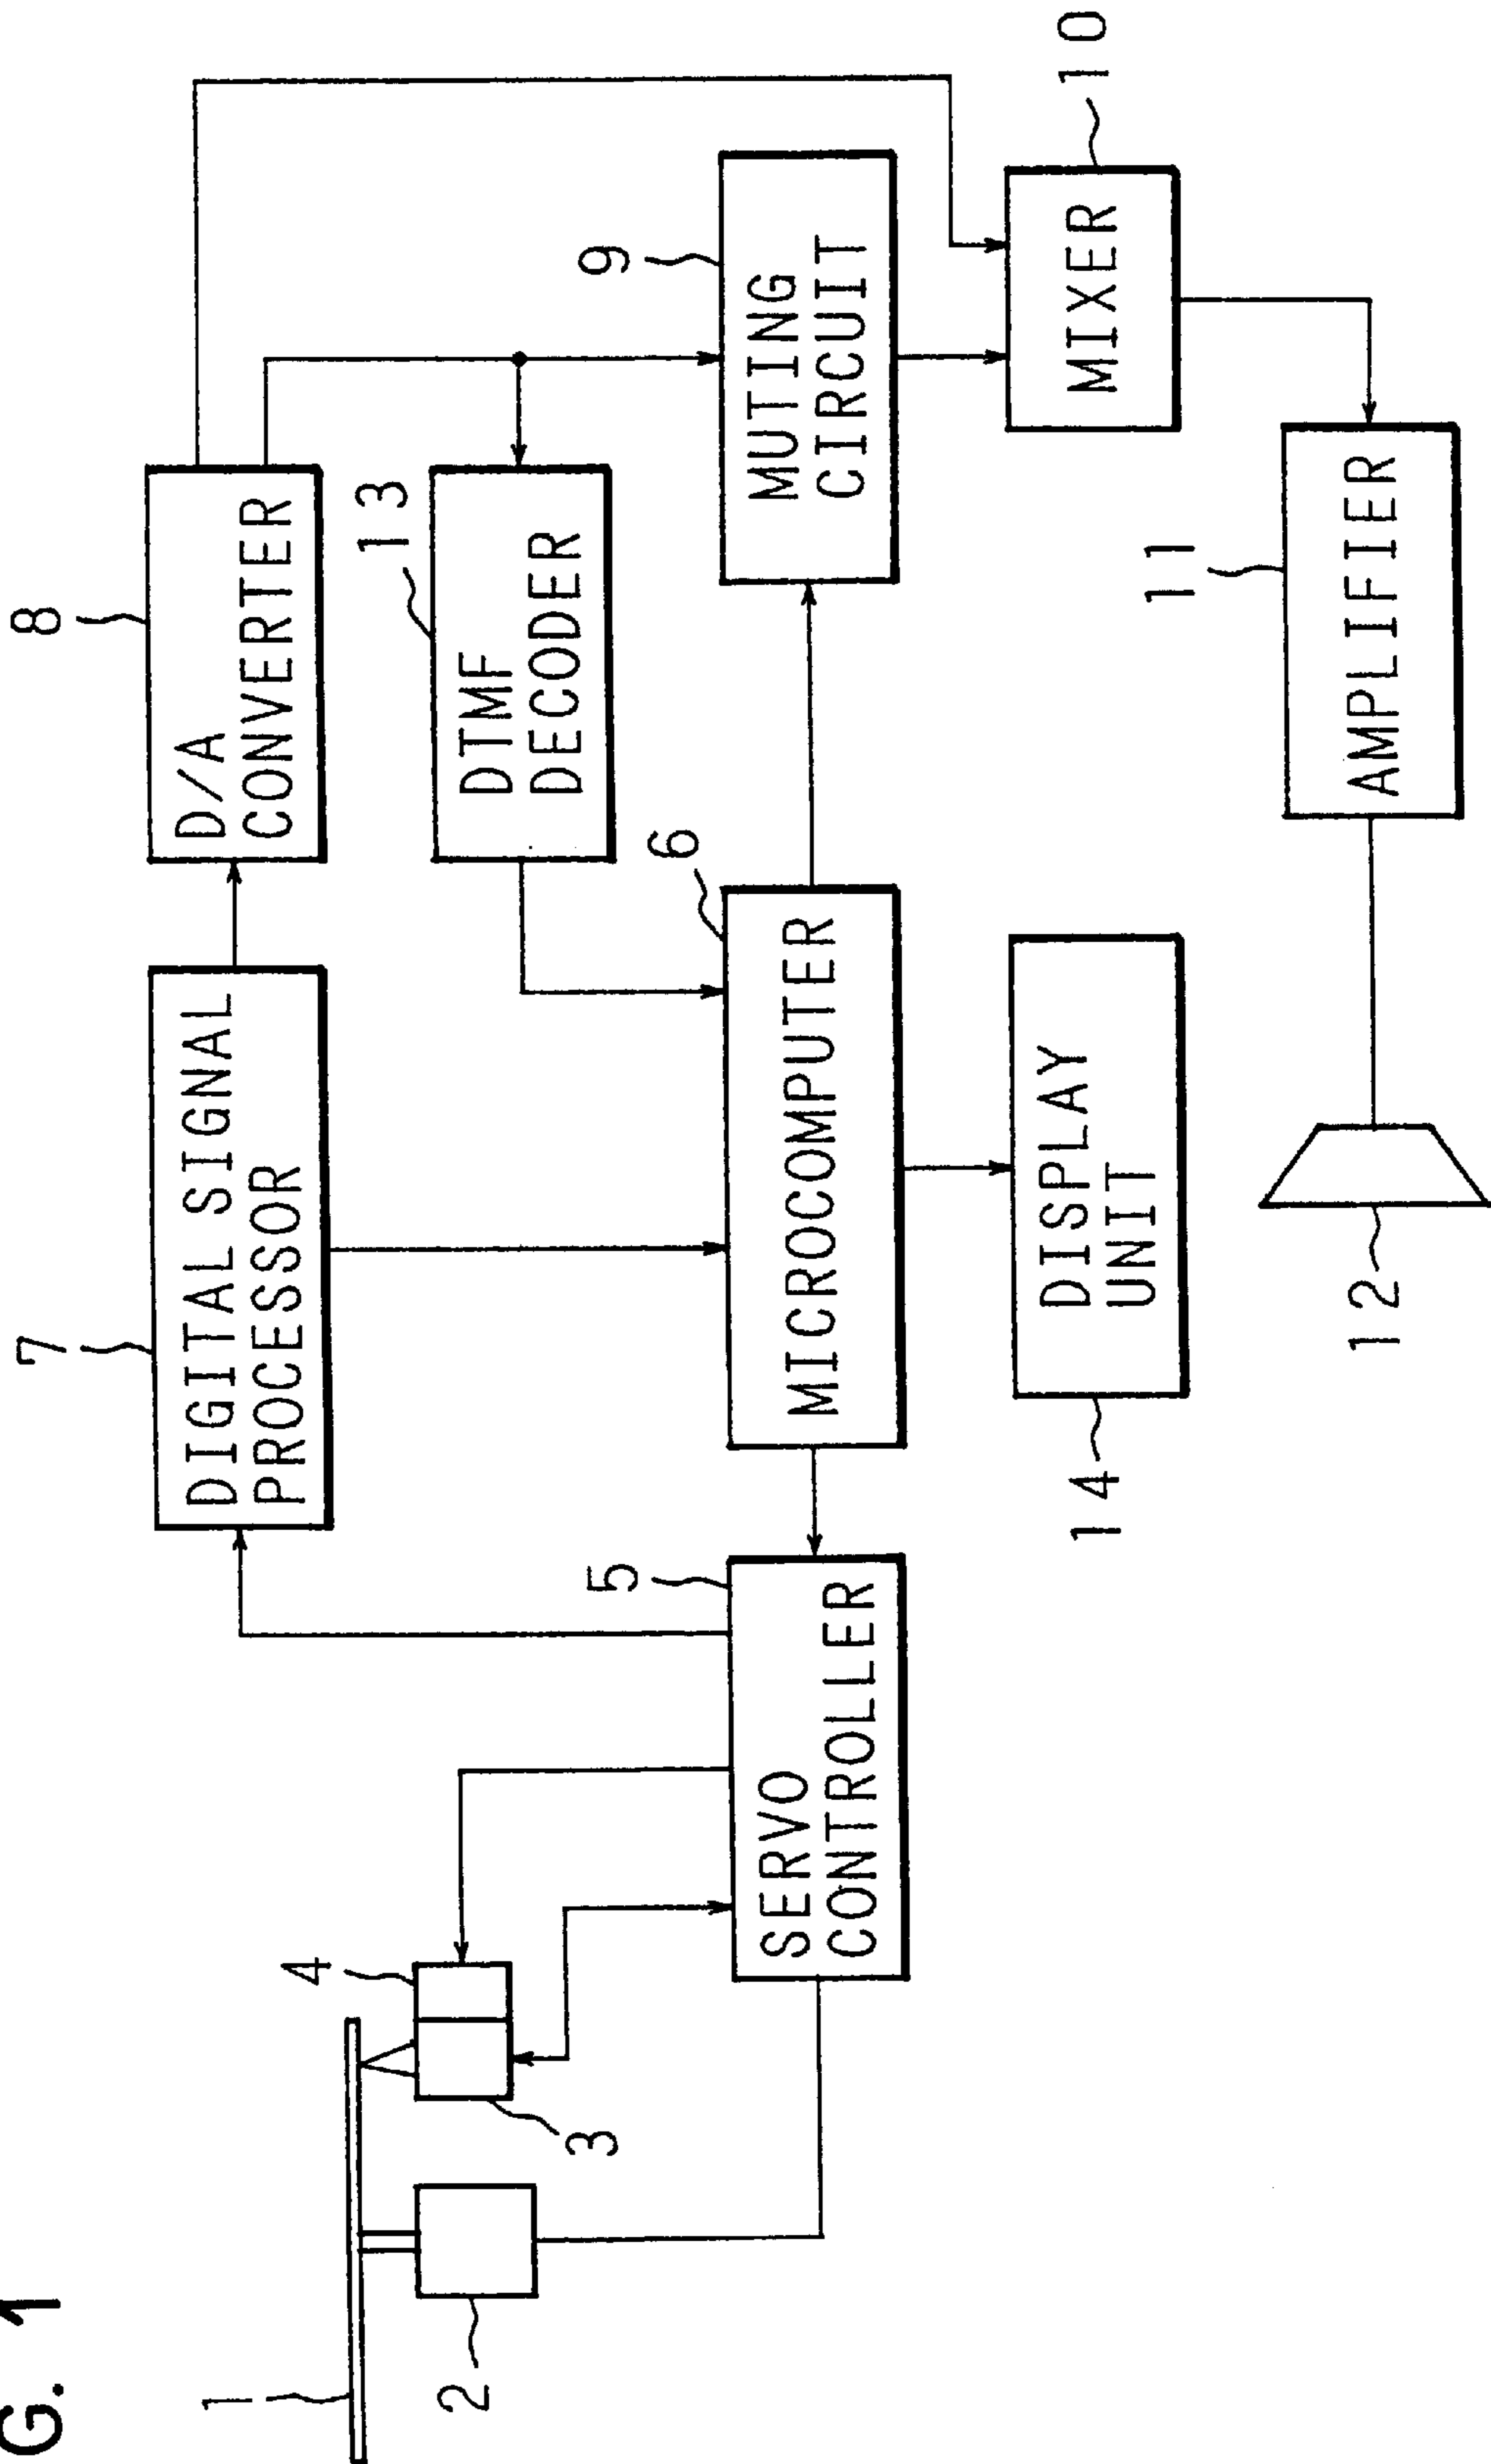 G. 1
7
8
1
DIGITAL SIGNAL
PROCESSOR
D/A
CONVERTER
4
13
2
3
DTMF
DECODER
5
6
9
SERVO
CONTROLLER
MICROCOMPUTER
MUTING
CIRCUIT
14
DISPLAY
UNIT
10
MIXER
11
12
AMPLIFIER